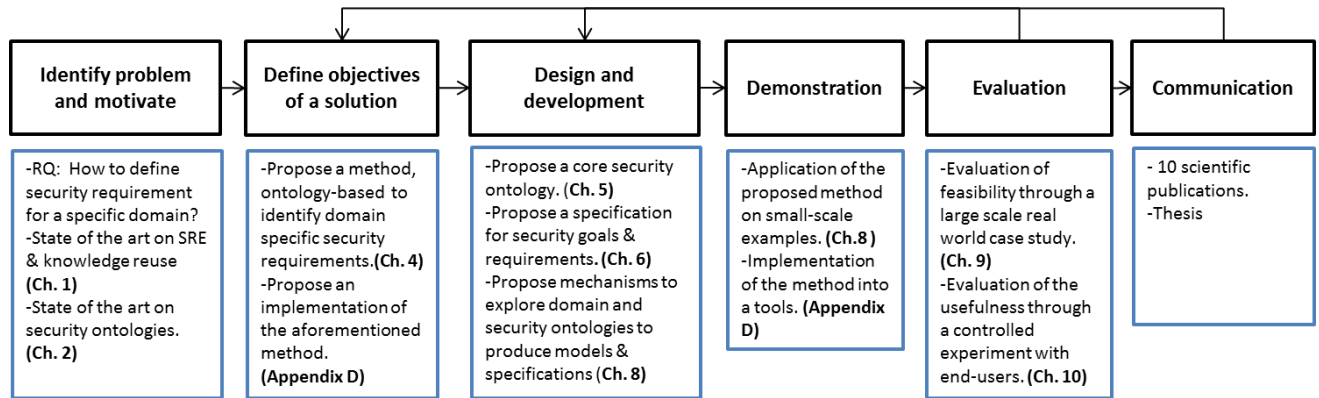 Identify problem
and motivate
Define objectives
of a solution
Design and
development
Demonstration
Evaluation
Communication
-RQ: How to define
security requirement
for a specific domain?
-State of the art on SRE
& knowledge reuse
(Ch. 1)
-State of the art on
security ontologies.
(Ch. 2)
-Propose a method,
ontology-based to
identify domain
specific security
requirements.(Ch. 4)
-Propose an
implementation of
the aforementioned
method.
(Appendix D)
-Propose a core security
ontology. (Ch. 5)
-Propose a specification
for security goals &
requirements. (Ch. 6)
-Propose mechanisms to
explore domain and
security ontologies to
produce models &
specifications (Ch. 8)
-Application of the
proposed method
on small-scale
examples. (Ch.8 )
-Implementation
of the method into
a tools. (Appendix
D)
-Evaluation of
feasibility through a
large scale real
world case study.
(Ch. 9)
-Evaluation of the
usefulness through
a controlled
experiment with
end-users. (Ch. 10)
- 10 scientific
publications.
-Thesis